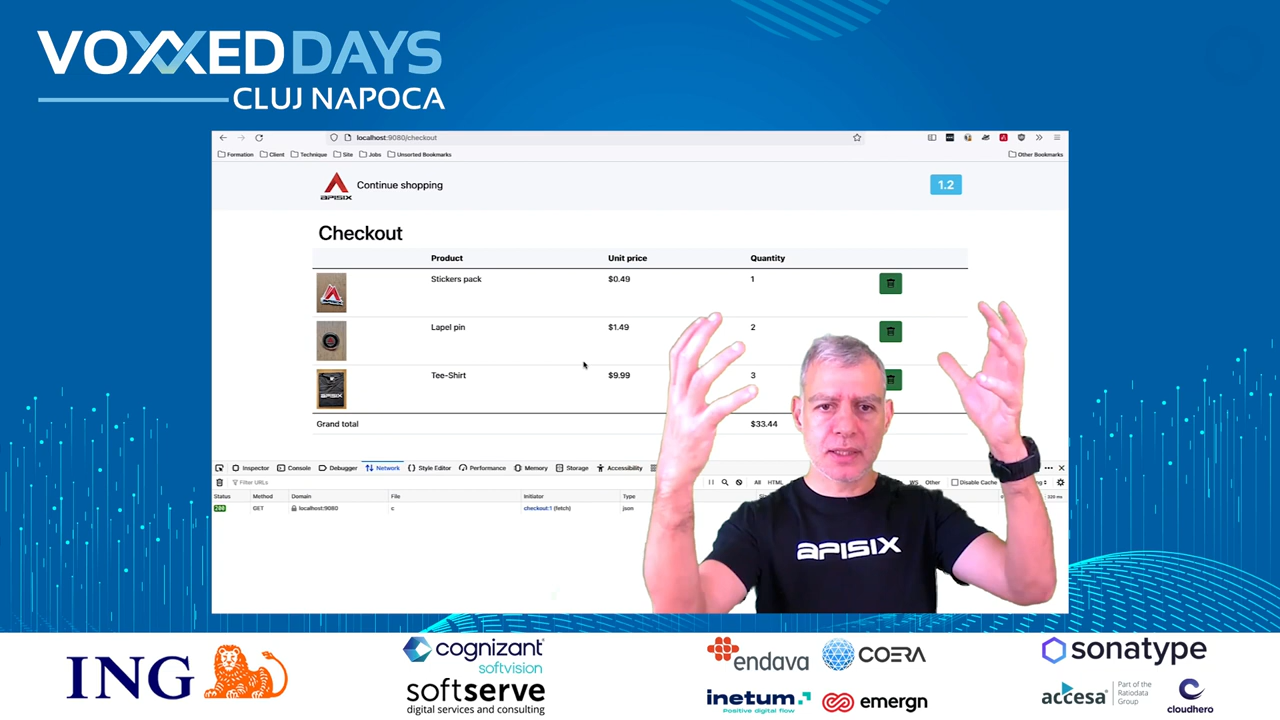 VOXXEDDAYS
CLUJ NAPOCA
localhost:9080/checkout
Formation Client Technique Site Jobs Unsorted Bookmarks Other Bookmarks
APISIX Continue shopping 1.2
Checkout
Product Unit price Quantity
Stickers pack $0.49 1
Lapel pin $1.49 2
Tee-Shirt $9.99 3
Grand total $33.44
Inspector Console Debugger Network Style Editor Performance Memory Storage Accessibility
Filter URLs All HTML WS Other Disable Cache
Status Method Domain File Initiator Type
200 GET localhost:9080 c checkout:1 (fetch) json
APISIX
ING
cognizant
softvision
softserve
digital services and consulting
endava
COERA
inetum.
Positive digital flow
emergn
sonatype
accesa
Part of the
Ratiodata
Group
cloudhero